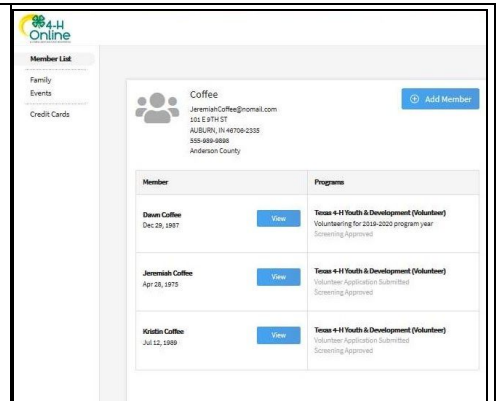 4-H
Online
Member List
Family
Events
Credit Cards
Coffee
JeremiahCoffee@nomail.com
101 E 9TH ST
AUBURN, IN 46706-2335
555-989-9898
Anderson County
Add Member
Member
Programs
Dawn Coffee
Dec 29, 1987
View
Texas 4-H Youth & Development (Volunteer)
Volunteering for 2019-2020 program year
Screening Approved
Jeremiah Coffee
Apr 28, 1975
View
Texas 4-H Youth & Development (Volunteer)
Volunteer Application Submitted
Screening Approved
Kristin Coffee
Jul 12, 1989
View
Texas 4-H Youth & Development (Volunteer)
Volunteer Application Submitted
Screening Approved